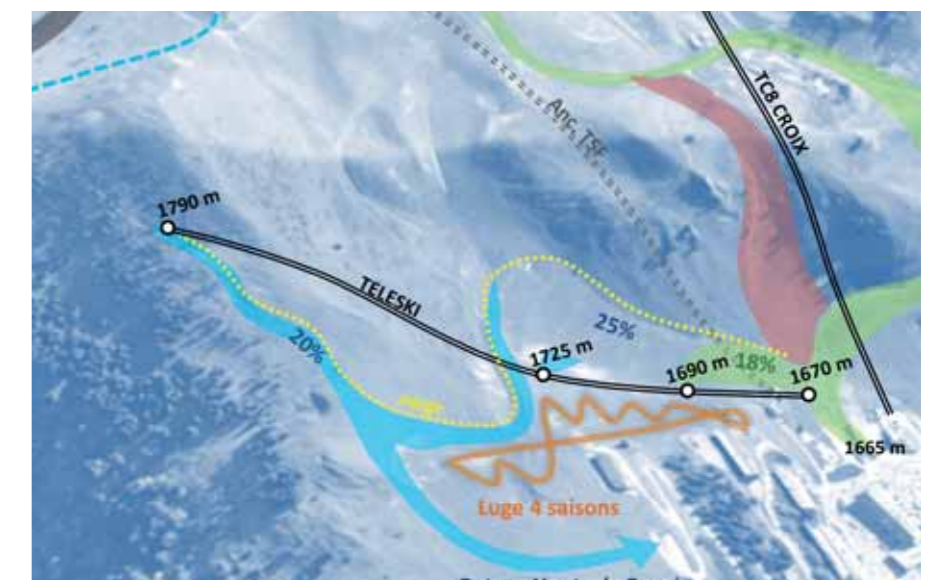 Anc. TSF
TC8 CROIX
1790 m
TELESKI
25%
20%
1725 m
18%
1690 m
1670 m
1665 m
Luge 4 saisons